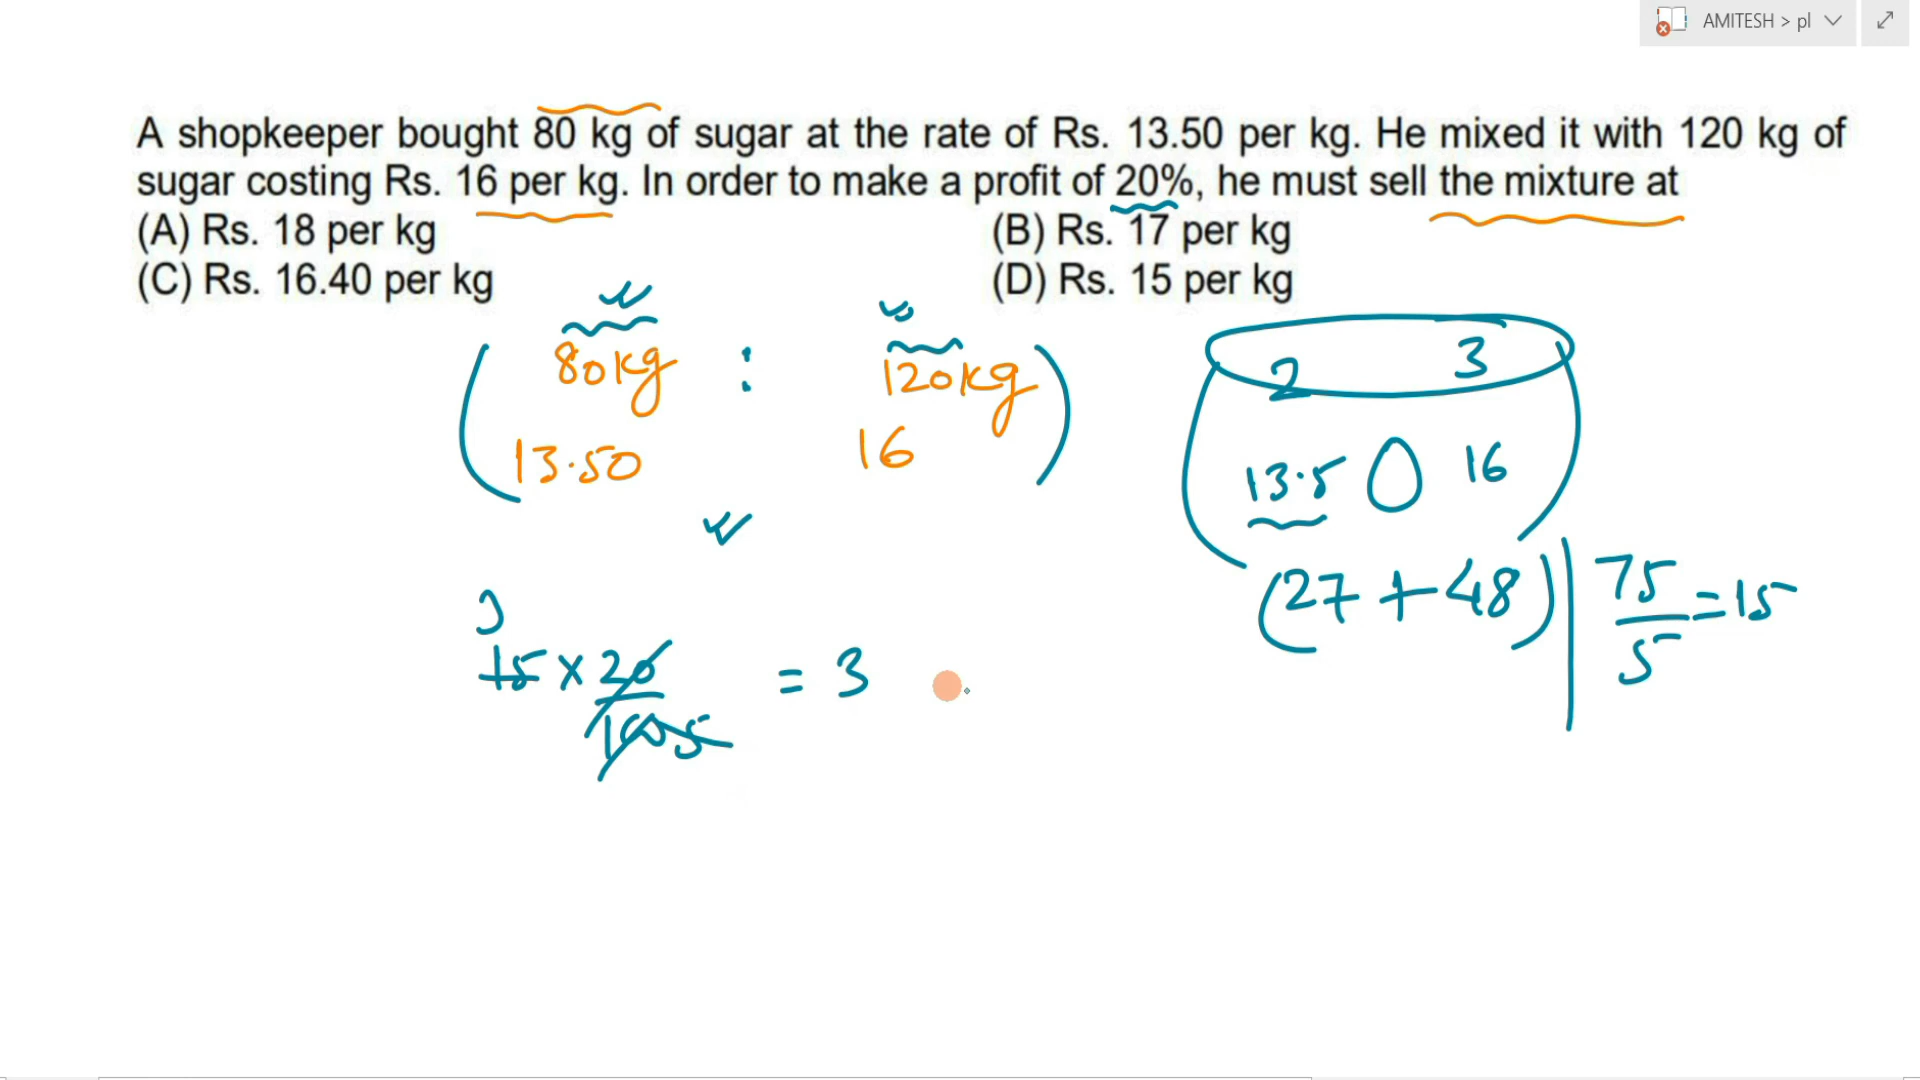 AMITESH > pl
A shopkeeper bought 80 kg of sugar at the rate of Rs. 13.50 per kg. He mixed it with 120 kg of
sugar costing Rs. 16 per kg. In order to make a profit of 20%, he must sell the mixture at
(A) Rs. 18 per kg (B) Rs. 17 per kg
(C) Rs. 16.40 per kg (D) Rs. 15 per kg
80kg : 120kg
13.50 16
2 3
13.5 16
(27 + 48) 75/5 = 15
3
15 x 20/100 5 = 3